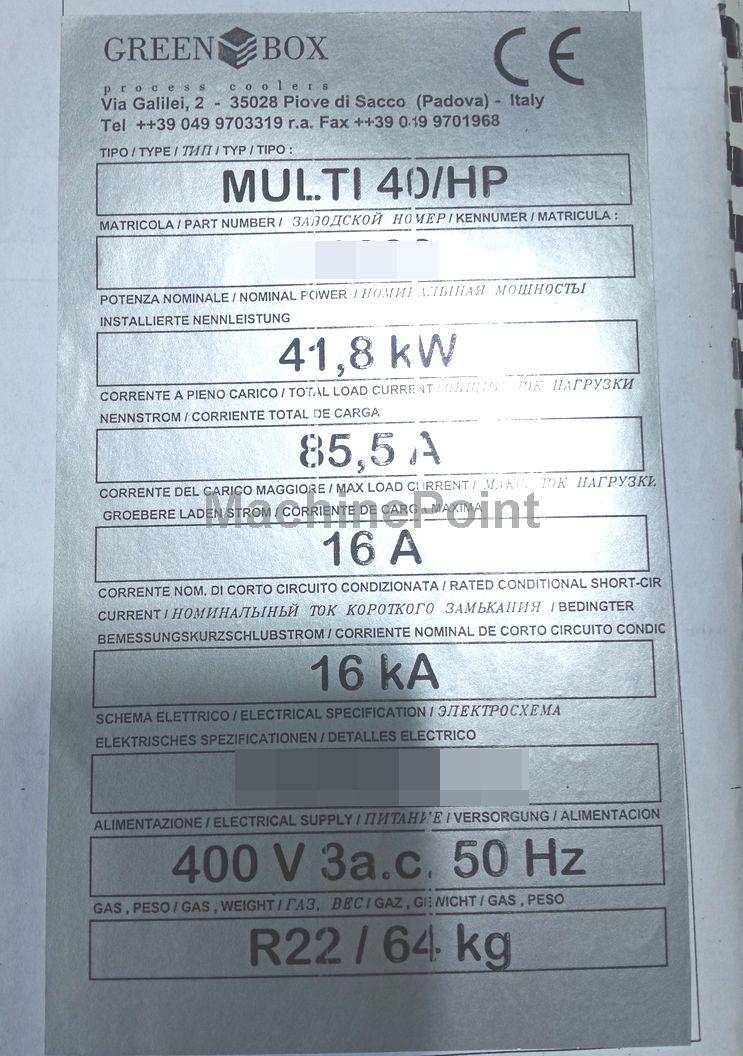 GREEN BOX CE
process coolers
Via Galilei, 2 - 35028 Piove di Sacco (Padova) - Italy
Tel ++39 049 9703319 r.a. Fax ++39 049 9701968
TIPO / TYPE / ТИП / TYP / TIPO :
MULTI 40/HP
MATRICOLA / PART NUMBER / ЗАВОДСКОЙ НОМЕР / KENNUMER / MATRICULA :
POTENZA NOMINALE / NOMINAL POWER / НОМИНАЛЫНАЯ МОЩНОСТЫ
INSTALLIERTE NENNLEISTUNG
41,8 kW
CORRENTE A PIENO CARICO / TOTAL LOAD CURRENT / ОБЩИЙ ТОК НАГРУЗКИ
NENNSTROM / CORRIENTE TOTAL DE CARGA
85,5 A
CORRENTE DEL CARICO MAGGIORE / MAX LOAD CURRENT / ТОК НАГРУЗКИ
GROEBERE LADEN STROM / CORRIENTE DE CARG MAXIMA
MachinePoint
16 A
CORRENTE NOM. DI CORTO CIRCUITO CONDIZIONATA / RATED CONDITIONAL SHORT-CIR
CURRENT / НОМИНАЛЫНЫЙ ТОК КОРОТКОГО ЗАМЫКАНИЯ / BEDINGTER
BEMESSUNGSKURZSCHLUBSTROM / CORRIENTE NOMINAL DE CORTO CIRCUITO CONDIC
16 kA
SCHEMA ELETTRICO / ELECTRICAL SPECIFICATION / ЭЛЕКТРОСХЕМА
ELEKTRISCHES SPEZIFICATIONEN / DETALLES ELECTRICO
ALIMENTAZIONE / ELECTRICAL SUPPLY / ПИТАНИЕ / VERSORGUNG / ALIMENTACION
400 V 3a.c. 50 Hz
GAS , PESO / GAS , WEIGHT / ГАЗ, ВЕС / GAZ , GEWICHT / GAS , PESO
R22 / 64 kg